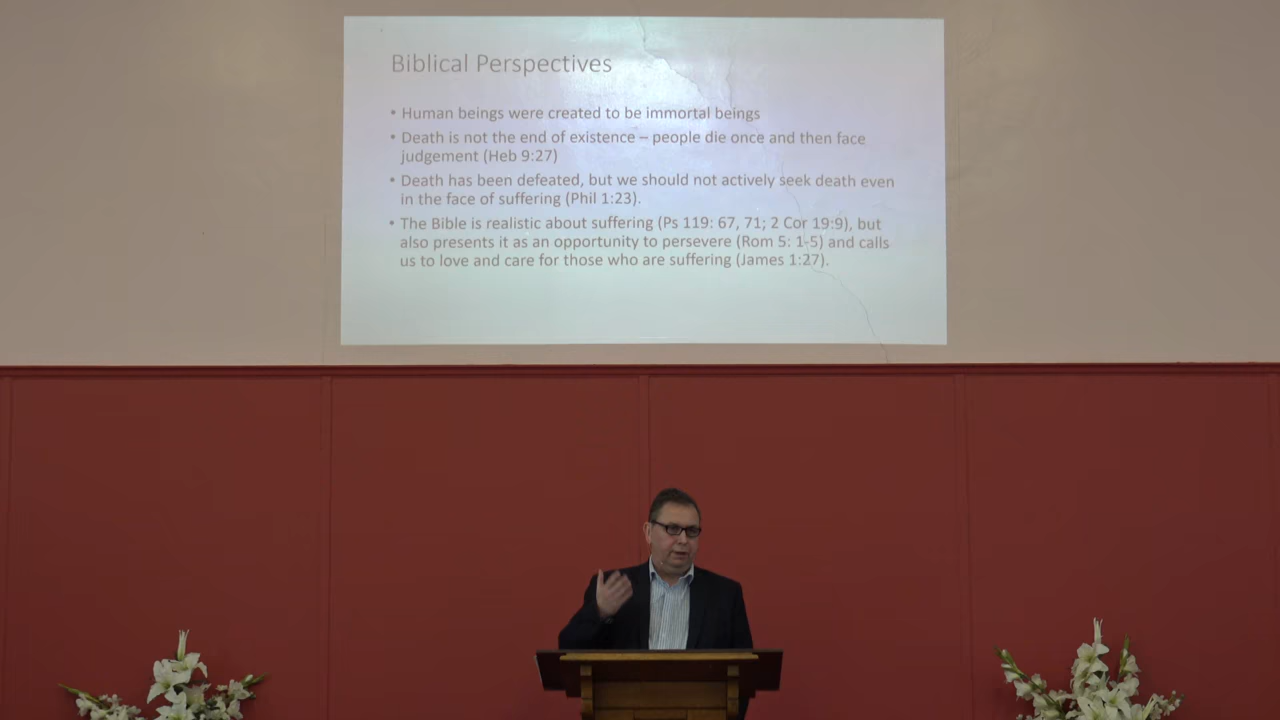 Biblical Perspectives
• Human beings were created to be immortal beings
• Death is not the end of existence – people die once and then face
judgement (Heb 9:27)
• Death has been defeated, but we should not actively seek death even
in the face of suffering (Phil 1:23).
• The Bible is realistic about suffering (Ps 119: 67, 71; 2 Cor 19:9), but
also presents it as an opportunity to persevere (Rom 5: 1-5) and calls
us to love and care for those who are suffering (James 1:27).